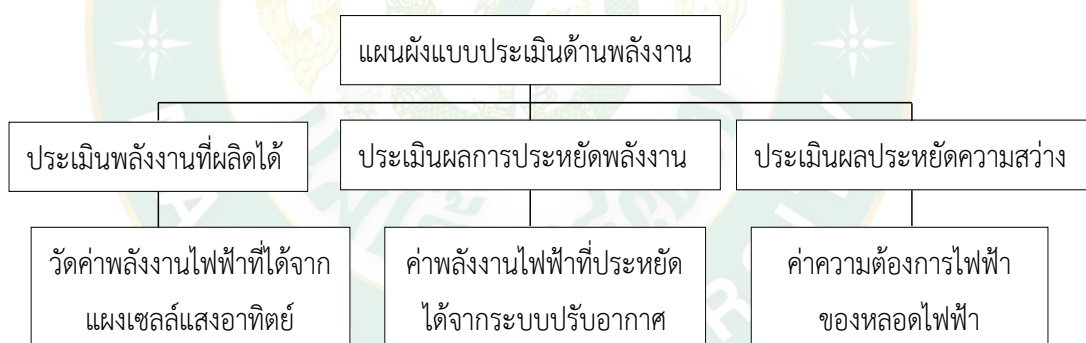 แผนผังแบบประเมินด้านพลังงาน
ประเมินพลังงานที่ผลิดได้
ประเมินผลการประหยัดพลังงาน
ประเมินผลประหยัดความสว่าง
วัดค่าพลังงานไฟฟ้าที่ได้จาก
แผงเซลล์แสงอาทิตย์
ค่าพลังงานไฟฟ้าที่ประหยัด
ได้จากระบบปรับอากาศ
ค่าความต้องการไฟฟ้า
ของหลอดไฟฟ้า